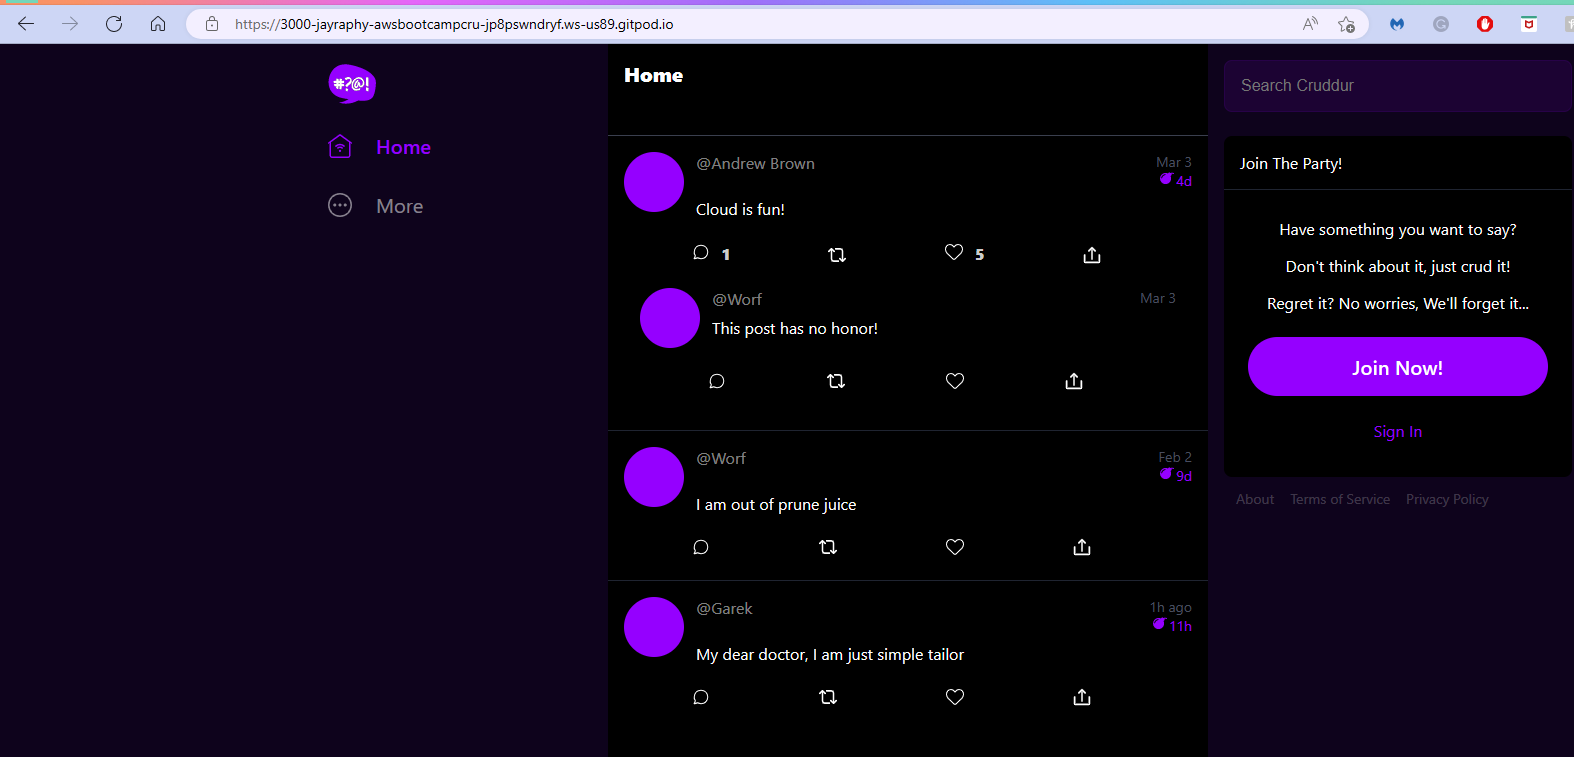 https://3000-jayraphy-awsbootcampcru-jp8pswndryf.ws-us89.gitpod.io
#?@!
Home
More
Home
@Andrew Brown
Mar 3
4d
Cloud is fun!
1
5
@Worf
Mar 3
This post has no honor!
@Worf
Feb 2
9d
I am out of prune juice
@Garek
1h ago
11h
My dear doctor, I am just simple tailor
Search Cruddur
Join The Party!
Have something you want to say?
Don't think about it, just crud it!
Regret it? No worries, We'll forget it...
Join Now!
Sign In
About Terms of Service Privacy Policy